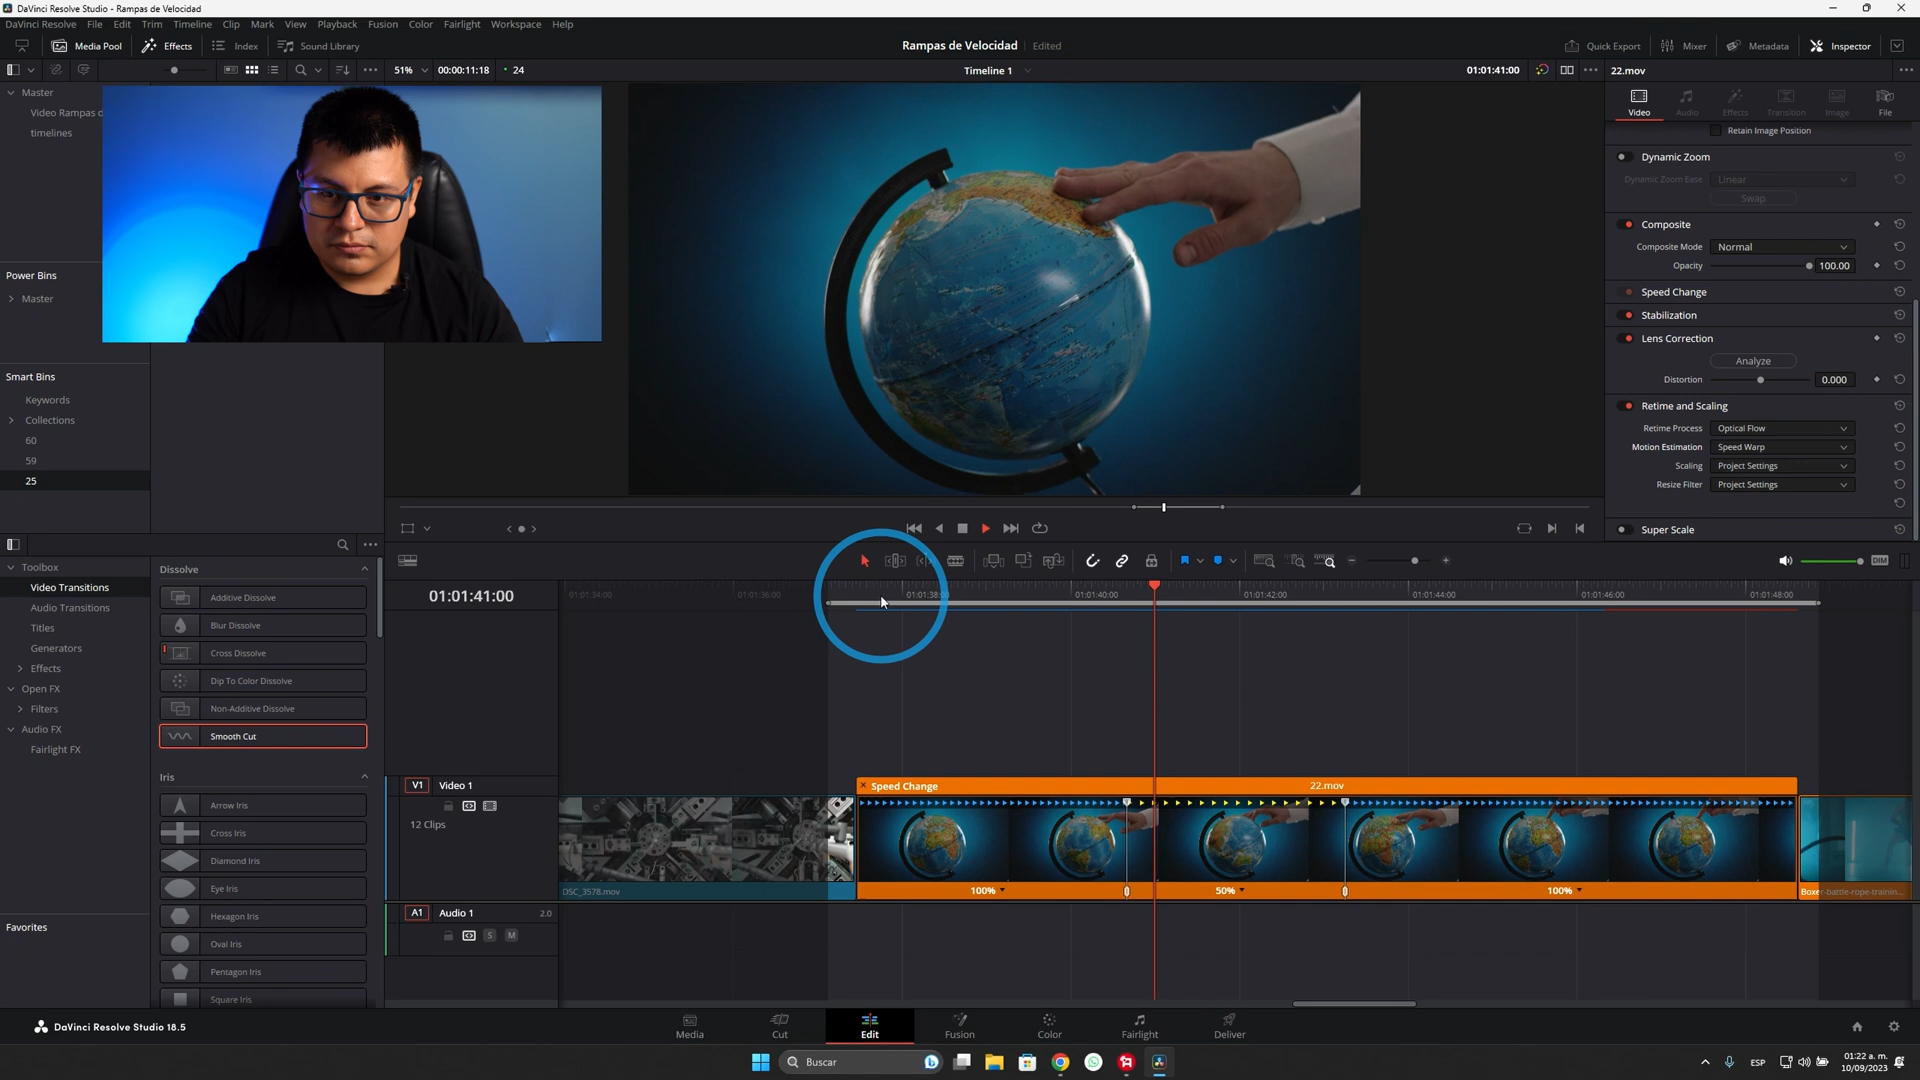 DaVinci Resolve Studio - Rampas de Velocidad
DaVinci Resolve File Edit Trim Timeline Clip Mark View Playback Fusion Color Fairlight Workspace Help
Media Pool Effects Index Sound Library
Rampas de Velocidad Edited
Quick Export Mixer Metadata Inspector
51% 00:00:11:18 24
Timeline 1
01:01:41:00
22.mov
Master
Video Rampas d
timelines
Power Bins
Master
Smart Bins
Keywords
Collections
60
59
25
Video Audio Effects Transition Image File
Retain Image Position
Dynamic Zoom
Dynamic Zoom Ease Linear
Swap
Composite
Composite Mode Normal
Opacity 100.00
Speed Change
Stabilization
Lens Correction
Analyze
Distortion 0.000
Retime and Scaling
Retime Process Optical Flow
Motion Estimation Speed Warp
Scaling Project Settings
Resize Filter Project Settings
Super Scale
DIM
Toolbox
Video Transitions
Audio Transitions
Titles
Generators
Effects
Open FX
Filters
Audio FX
Fairlight FX
Favorites
Dissolve
Additive Dissolve
Blur Dissolve
Cross Dissolve
Dip To Color Dissolve
Non-Additive Dissolve
Smooth Cut
Iris
Arrow Iris
Cross Iris
Diamond Iris
Eye Iris
Hexagon Iris
Oval Iris
Pentagon Iris
Square Iris
01:01:41:00
01:01:34:00 01:01:36:00 01:01:38:00 01:01:40:00 01:01:42:00 01:01:44:00 01:01:46:00 01:01:48:00
V1 Video 1
12 Clips
Speed Change 22.mov
DSC_3578.mov
100% 50% 100%
Boxer-battle-rope-trainin...
A1 Audio 1 2.0
S M
DaVinci Resolve Studio 18.5
Media Cut Edit Fusion Color Fairlight Deliver
Buscar
ESP
01:22 a. m.
10/09/2023